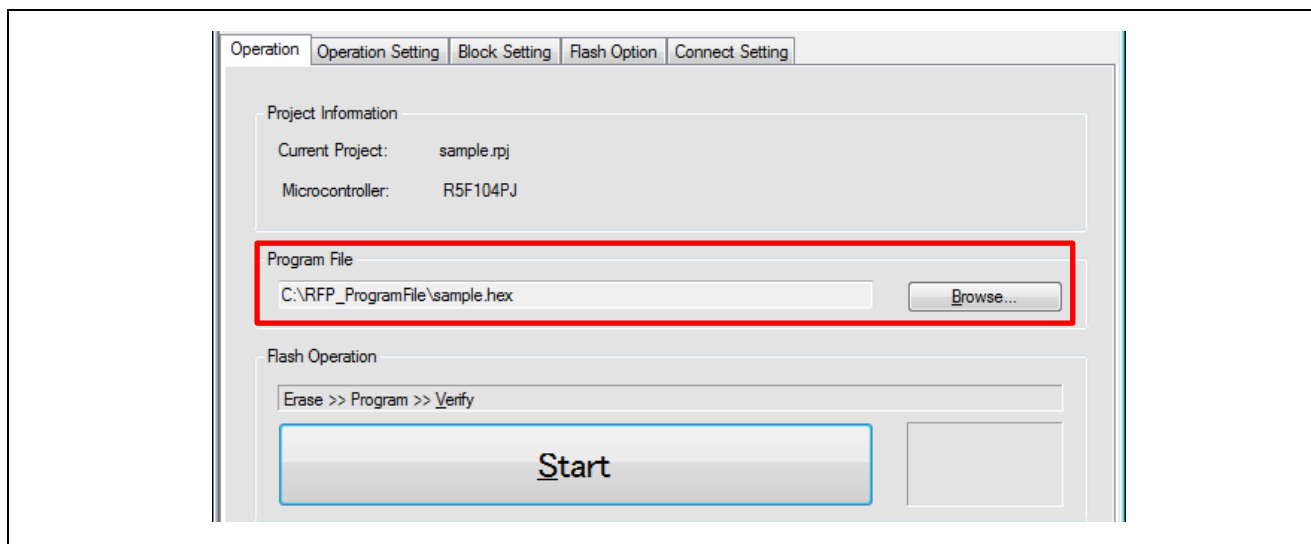 Operation Operation Setting Block Setting Flash Option Connect Setting
Project Information
Current Project: sample.rpj
Microcontroller: R5F104PJ
Program File
C:\RFP_ProgramFile\sample.hex Browse...
Flash Operation
Erase >> Program >> Verify
Start